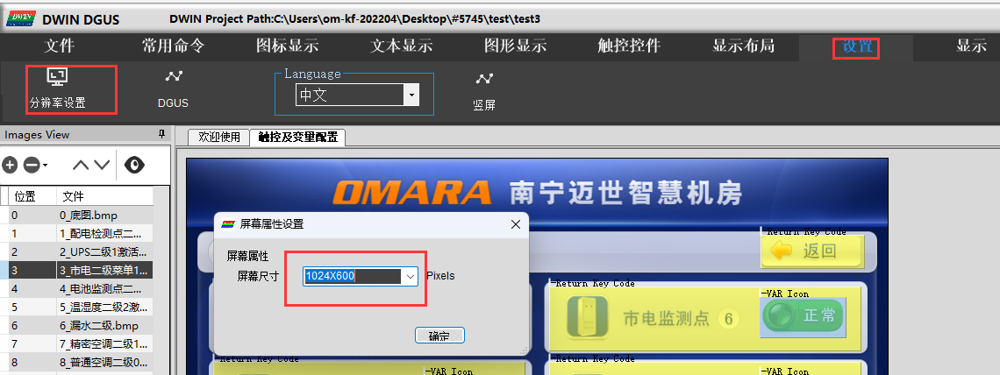 DWIN DGUS
DWIN Project Path:C:\Users\om-kf-202204\Desktop\#5745\test\test3
文件 常用命令 图标显示 文本显示 图形显示 触控控件 显示布局 设置 显示
分辨率设置
DGUS
Language
中文
竖屏
Images View
欢迎使用 触控及变量配置
位置 文件
0 0_底图.bmp
1 1_配电检测点二...
2 2_UPS二级1激活...
3 3_市电二级菜单1...
4 4_电池监测点二...
5 5_温湿度二级2激...
6 6_漏水二级.bmp
7 7_精密空调二级1...
8 8_普通空调二级0...
OMARA 南宁迈世智慧机房
屏幕属性设置
屏幕属性
屏幕尺寸 1024X600 Pixels
确定
Return Key Code
返回
Return Key Code
VAR Icon
市电监测点 6 正常
Return Key Code
VAR Icon
Return Key Code
VAR Icon